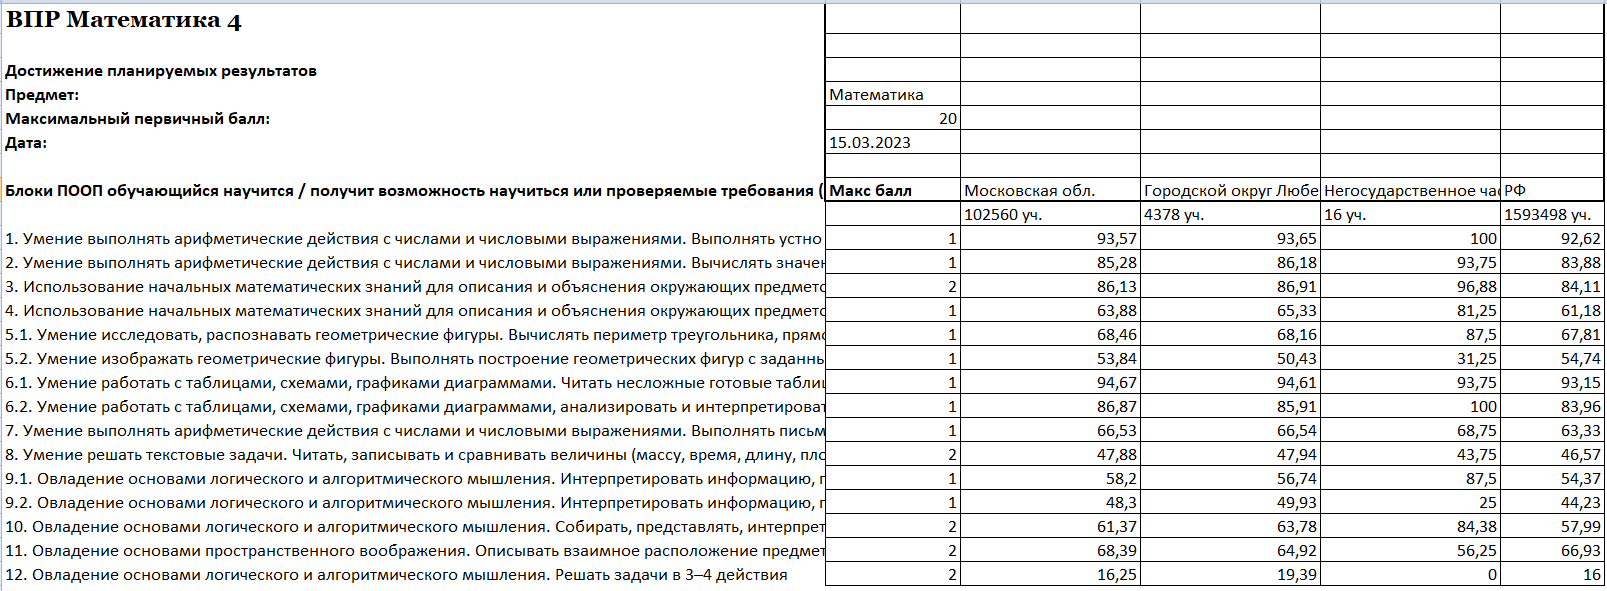 ВПР Математика 4
Достижение планируемых результатов
Предмет: Математика
Максимальный первичный балл: 20
Дата: 15.03.2023
Блоки ПООП обучающийся научится / получит возможность научиться или проверяемые требования ( Макс балл Московская обл. Городской округ Любе Негосударственное час РФ
102560 уч. 4378 уч. 16 уч. 1593498 уч.
1. Умение выполнять арифметические действия с числами и числовыми выражениями. Выполнять устно 1 93,57 93,65 100 92,62
2. Умение выполнять арифметические действия с числами и числовыми выражениями. Вычислять значен 1 85,28 86,18 93,75 83,88
3. Использование начальных математических знаний для описания и объяснения окружающих предмето 2 86,13 86,91 96,88 84,11
4. Использование начальных математических знаний для описания и объяснения окружающих предмето 1 63,88 65,33 81,25 61,18
5.1. Умение исследовать, распознавать геометрические фигуры. Вычислять периметр треугольника, прямо 1 68,46 68,16 87,5 67,81
5.2. Умение изображать геометрические фигуры. Выполнять построение геометрических фигур с заданны 1 53,84 50,43 31,25 54,74
6.1. Умение работать с таблицами, схемами, графиками диаграммами. Читать несложные готовые таблиц 1 94,67 94,61 93,75 93,15
6.2. Умение работать с таблицами, схемами, графиками диаграммами, анализировать и интерпретироват 1 86,87 85,91 100 83,96
7. Умение выполнять арифметические действия с числами и числовыми выражениями. Выполнять письм 1 66,53 66,54 68,75 63,33
8. Умение решать текстовые задачи. Читать, записывать и сравнивать величины (массу, время, длину, пло 2 47,88 47,94 43,75 46,57
9.1. Овладение основами логического и алгоритмического мышления. Интерпретировать информацию, п 1 58,2 56,74 87,5 54,37
9.2. Овладение основами логического и алгоритмического мышления. Интерпретировать информацию, п 1 48,3 49,93 25 44,23
10. Овладение основами логического и алгоритмического мышления. Собирать, представлять, интерпрет 2 61,37 63,78 84,38 57,99
11. Овладение основами пространственного воображения. Описывать взаимное расположение предмет 2 68,39 64,92 56,25 66,93
12. Овладение основами логического и алгоритмического мышления. Решать задачи в 3–4 действия 2 16,25 19,39 0 16